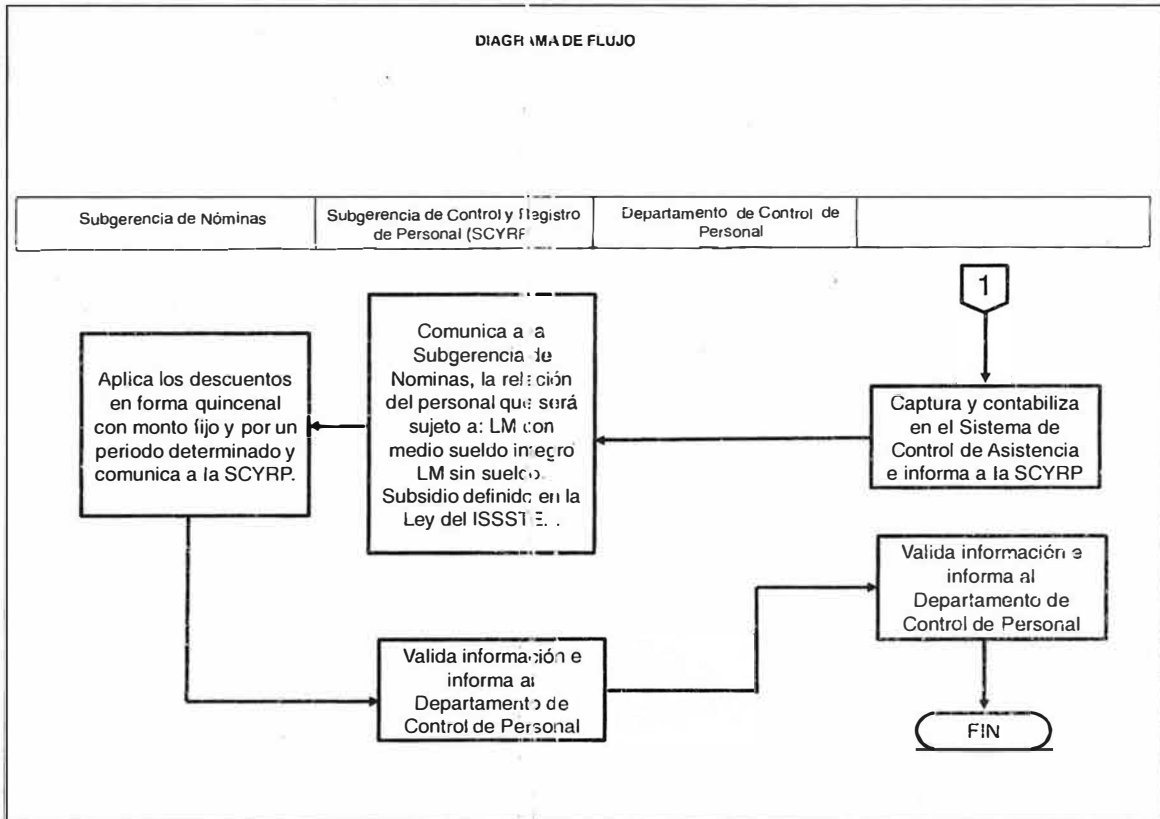 DIAGRAMA DE FLUJO
Subgerencia de Nóminas
Subgerencia de Control y Registro
de Personal (SCYRP
Departamento de Control de
Personal
1
Comunica a la
Subgerencia de
Nominas, la relación
del personal que será
sujeto a: LM con
medio sueldo integro
LM sin sueldo.
Subsidio definido en la
Ley del ISSSTE. .
Aplica los descuentos
en forma quincenal
con monto fijo y por un
periodo determinado y
comunica a la SCYRP.
Captura y contabiliza
en el Sistema de
Control de Asistencia
e informa a la SCYRP
Valida información e
informa al
Departamento de
Control de Personal
Valida información e
informa al
Departamento de
Control de Personal
FIN